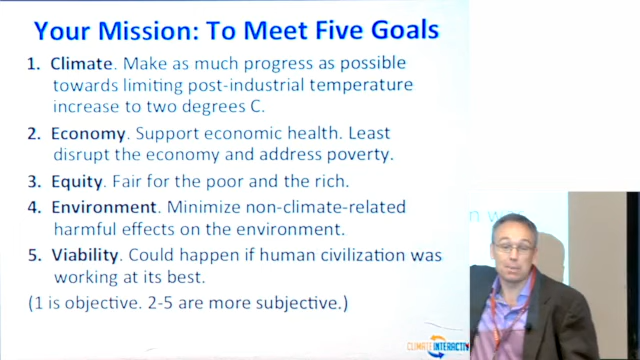 Your Mission: To Meet Five Goals
1. Climate. Make as much progress as possible
towards limiting post-industrial temperature
increase to two degrees C.
2. Economy. Support economic health. Least
disrupt the economy and address poverty.
3. Equity. Fair for the poor and the rich.
4. Environment. Minimize non-climate-related
harmful effects on the environment.
5. Viability. Could happen if human civilization was
working at its best.
(1 is objective. 2-5 are more subjective.)
CLIMATE INTERACTIV